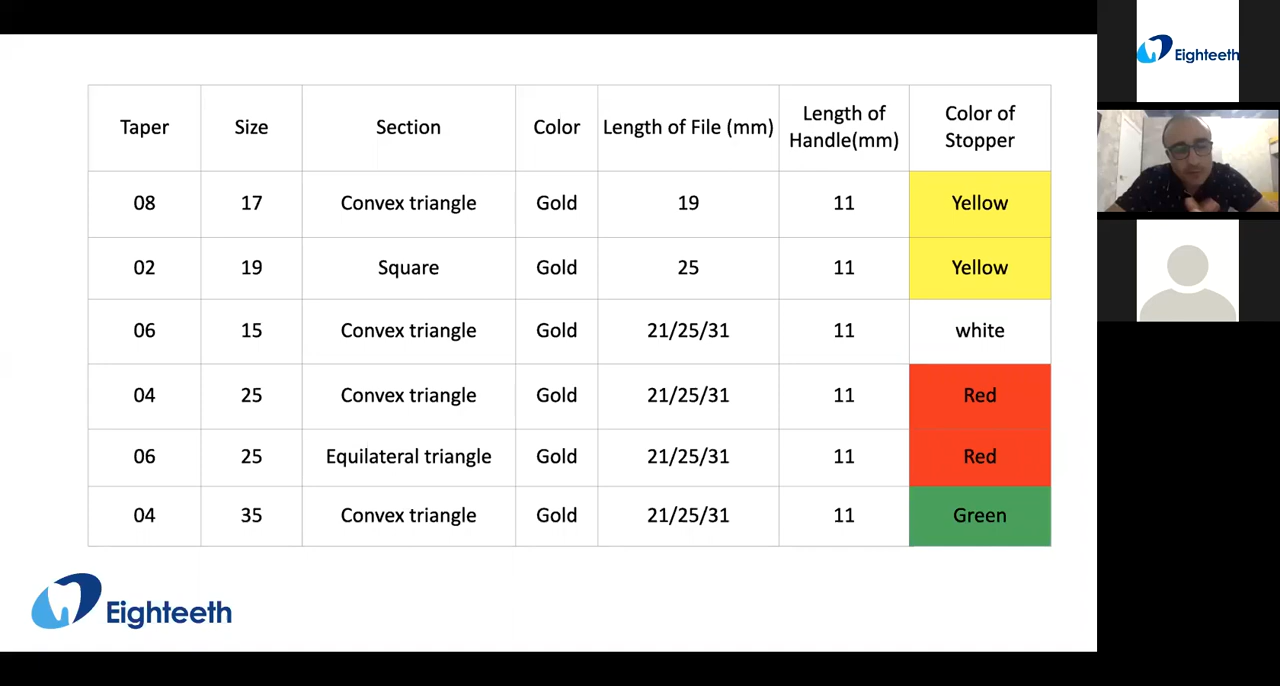 Taper Size Section Color Length of File (mm) Length of Handle(mm) Color of Stopper
08 17 Convex triangle Gold 19 11 Yellow
02 19 Square Gold 25 11 Yellow
06 15 Convex triangle Gold 21/25/31 11 white
04 25 Convex triangle Gold 21/25/31 11 Red
06 25 Equilateral triangle Gold 21/25/31 11 Red
04 35 Convex triangle Gold 21/25/31 11 Green
Eighteeth
Eighteeth